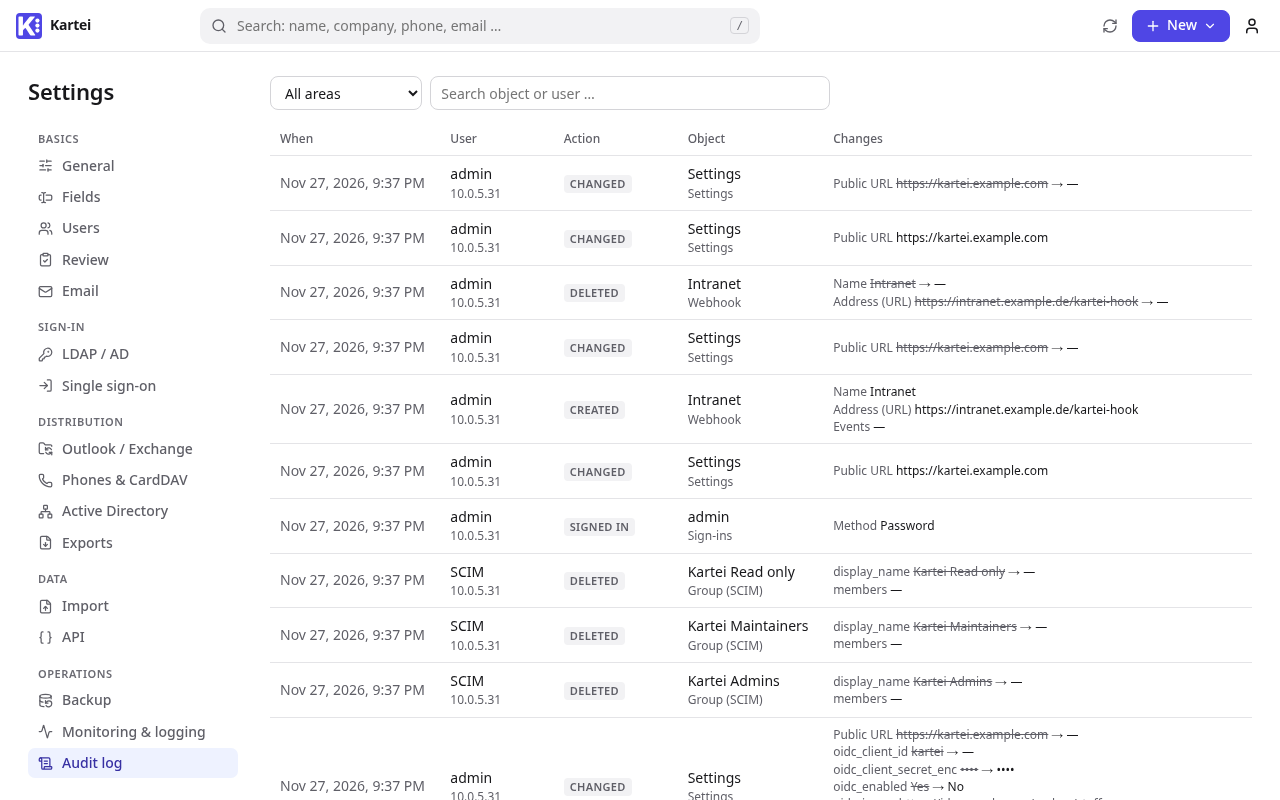 Kartei
Search: name, company, phone, email ...
/
New
Settings
BASICS
General
Fields
Users
Review
Email
SIGN-IN
LDAP / AD
Single sign-on
DISTRIBUTION
Outlook / Exchange
Phones & CardDAV
Active Directory
Exports
DATA
Import
API
OPERATIONS
Backup
Monitoring & logging
Audit log
All areas
Search object or user ...
When User Action Object Changes
Nov 27, 2026, 9:37 PM admin CHANGED Settings Public URL https://kartei.example.com → —
10.0.5.31 Settings
Nov 27, 2026, 9:37 PM admin CHANGED Settings Public URL https://kartei.example.com
10.0.5.31 Settings
Nov 27, 2026, 9:37 PM admin DELETED Intranet Name Intranet → —
10.0.5.31 Webhook Address (URL) https://intranet.example.de/kartei-hook → —
Nov 27, 2026, 9:37 PM admin CHANGED Settings Public URL https://kartei.example.com → —
10.0.5.31 Settings
Nov 27, 2026, 9:37 PM admin CREATED Intranet Name Intranet
10.0.5.31 Webhook Address (URL) https://intranet.example.de/kartei-hook
Events —
Nov 27, 2026, 9:37 PM admin CHANGED Settings Public URL https://kartei.example.com
10.0.5.31 Settings
Nov 27, 2026, 9:37 PM admin SIGNED IN admin Method Password
10.0.5.31 Sign-ins
Nov 27, 2026, 9:37 PM SCIM DELETED Kartei Read only display_name Kartei Read only → —
10.0.5.31 Group (SCIM) members —
Nov 27, 2026, 9:37 PM SCIM DELETED Kartei Maintainers display_name Kartei Maintainers → —
10.0.5.31 Group (SCIM) members —
Nov 27, 2026, 9:37 PM SCIM DELETED Kartei Admins display_name Kartei Admins → —
10.0.5.31 Group (SCIM) members —
Public URL https://kartei.example.com → —
oidc_client_id kartei → —
oidc_client_secret_enc •••• → ••••
Nov 27, 2026, 9:37 PM admin CHANGED Settings oidc_enabled Yes → No
10.0.5.31 Settings